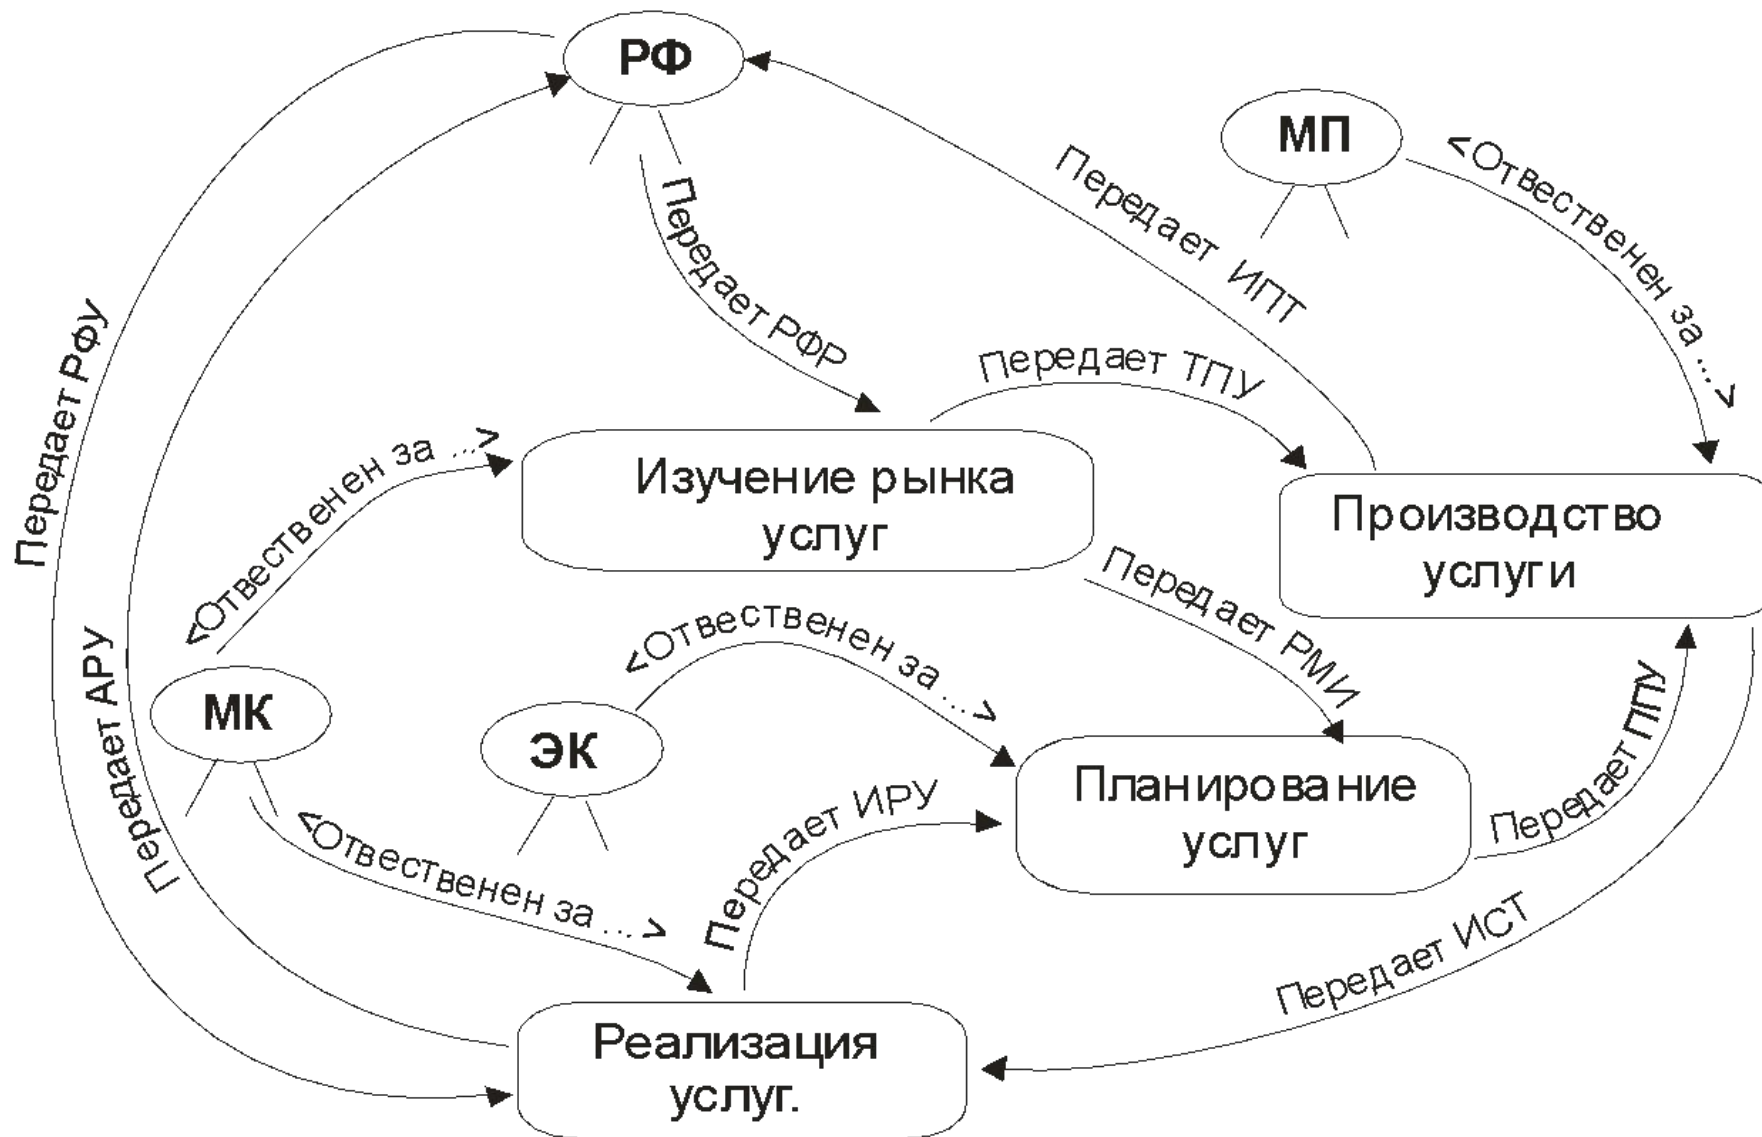 РФ
МП
<Отвественен за ...>
Передает ИПТ
Передает РФР
Передает РФУ
Передает ТПУ
<Отвественен за ...>
Изучение рынка
услуг
Производство
услуги
Передает РМИ
<Отвественен за ...>
Передает АРУ
МК
ЭК
Передает ППУ
Планирование
услуг
Передает ИРУ
<Отвественен за ...>
Передает ИСТ
Реализация
услуг.